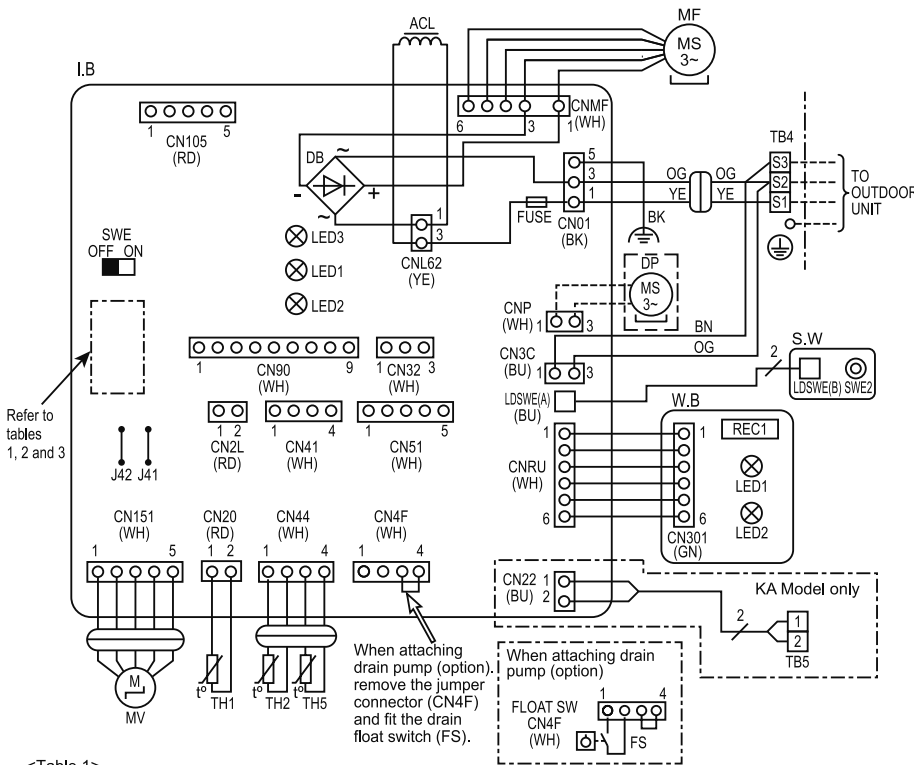 ACL
MF
MS
3~
I.B
6 3 1
CNMF
(WH)
1 5
CN105
(RD)
DB
~
-
+
~
5
3
1
FUSE
CN01
(BK)
BK
OG
YE
OG
YE
TB4
S3
S2
S1
TO
OUTDOOR
UNIT
1
3
CNL62
(YE)
LED3
LED1
LED2
SWE
OFF ON
DP
MS
3~
CNP
(WH) 1 3
BN
OG
CN3C
(BU) 1 3
LDSWE(A)
(BU)
2
S.W
LDSWE(B) SWE2
Refer to
tables
1, 2 and 3
1 9
CN90
(WH)
1 3
CN32
(WH)
1 2
CN2L
(RD)
1 4
CN41
(WH)
1 5
CN51
(WH)
J42 J41
1
CNRU
(WH)
6
W.B
REC1
1
LED1
LED2
6
CN301
(GN)
CN151
(WH)
1 5
CN20
(RD)
1 2
CN44
(WH)
1 4
CN4F
(WH)
1 4
CN22
(BU)
1
2
KA Model only
2
1
2
TB5
M
MV
t° TH1
t° TH2
t° TH5
When attaching
drain pump (option).
remove the jumper
connector (CN4F)
and fit the drain
float switch (FS).
When attaching drain
pump (option)
1 4
FLOAT SW
CN4F
(WH)
FS
<Table 1>